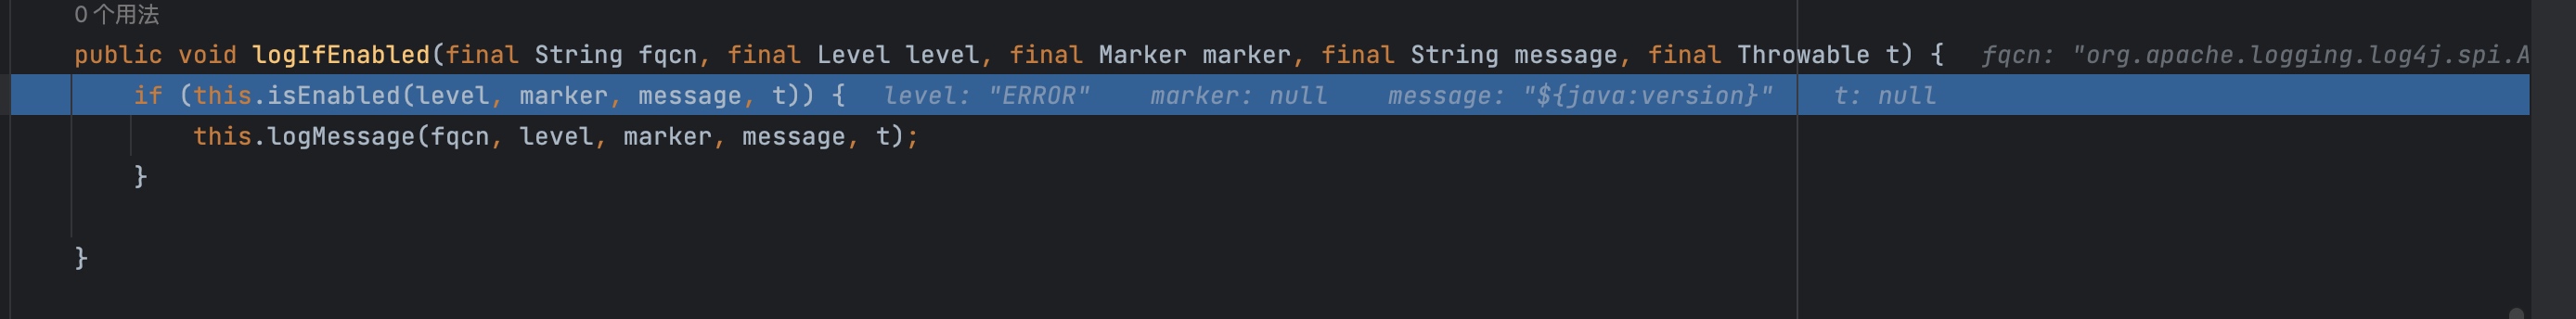 0 个用法
public void logIfEnabled(final String fqcn, final Level level, final Marker marker, final String message, final Throwable t) { fqcn: "org.apache.logging.log4j.spi.A
if (this.isEnabled(level, marker, message, t)) { level: "ERROR" marker: null message: "${java:version}" t: null
this.logMessage(fqcn, level, marker, message, t);
}
}